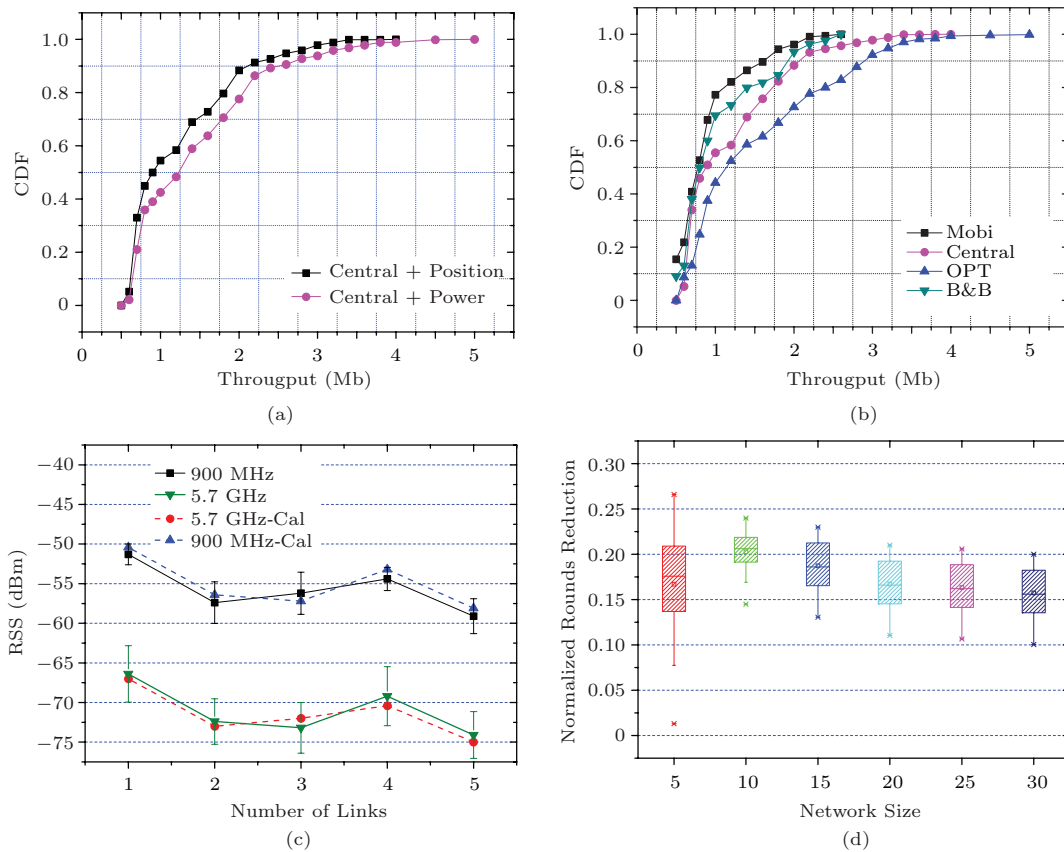 1.0
0.8
0.6
0.4
0.2
0
CDF
Central + Position
Central + Power
0
1
2
3
4
5
Througput (Mb)
(a)
1.0
0.8
0.6
0.4
0.2
0
CDF
Mobi
Central
OPT
B&B
0
1
2
3
4
5
Througput (Mb)
(b)
−40
−45
−50
−55
−60
−65
−70
−75
RSS (dBm)
900 MHz
5.7 GHz
5.7 GHz-Cal
900 MHz-Cal
1
2
3
4
5
Number of Links
(c)
0.30
0.25
0.20
0.15
0.10
0.05
0
Normalized Rounds Reduction
5
10
15
20
25
30
Network Size
(d)